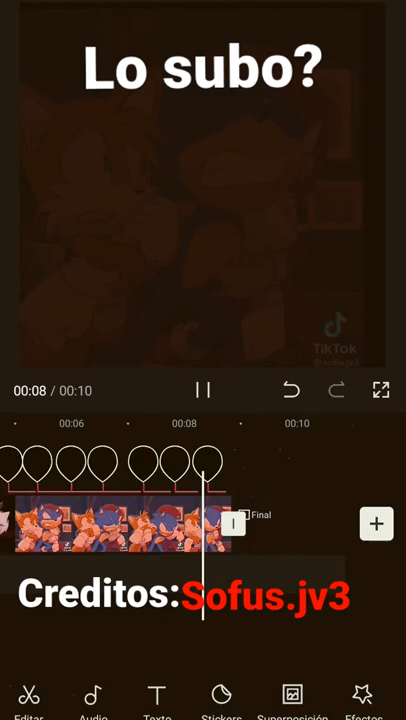 Lo subo?
TikTok
@sofus.jv3
00:08 / 00:10
00:06
00:08
00:10
Final
Creditos:Sofus.jv3
Editar
Audio
Texto
Stickers
Superposición
Efectos